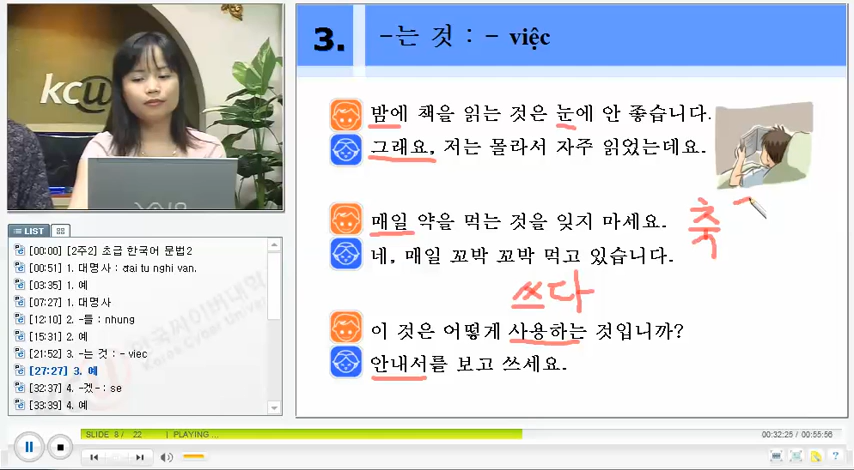 kcu
3. -는 것 : - việc
밤에 책을 읽는 것은 눈에 안 좋습니다.
그래요, 저는 몰라서 자주 읽었는데요.
매일 약을 먹는 것을 잊지 마세요.
축
네, 매일 꼬박 꼬박 먹고 있습니다.
쓰다
이 것은 어떻게 사용하는 것입니까?
안내서를 보고 쓰세요.
LIST
[00:00] [2주2] 초급 한국어 문법2
[00:51] 1. 대명사 : đai tu nghi van.
[03:35] 1. 예
[07:27] 1. 대명사
[12:10] 2. -들 : nhung
[15:31] 2. 예
[21:52] 3. -는 것 : - viec
[27:27] 3. 예
[32:37] 4. -겠- : se
[33:39] 4. 예
SLIDE 8 / 22 | PLAYING ...
00:32:25 / 00:55:56